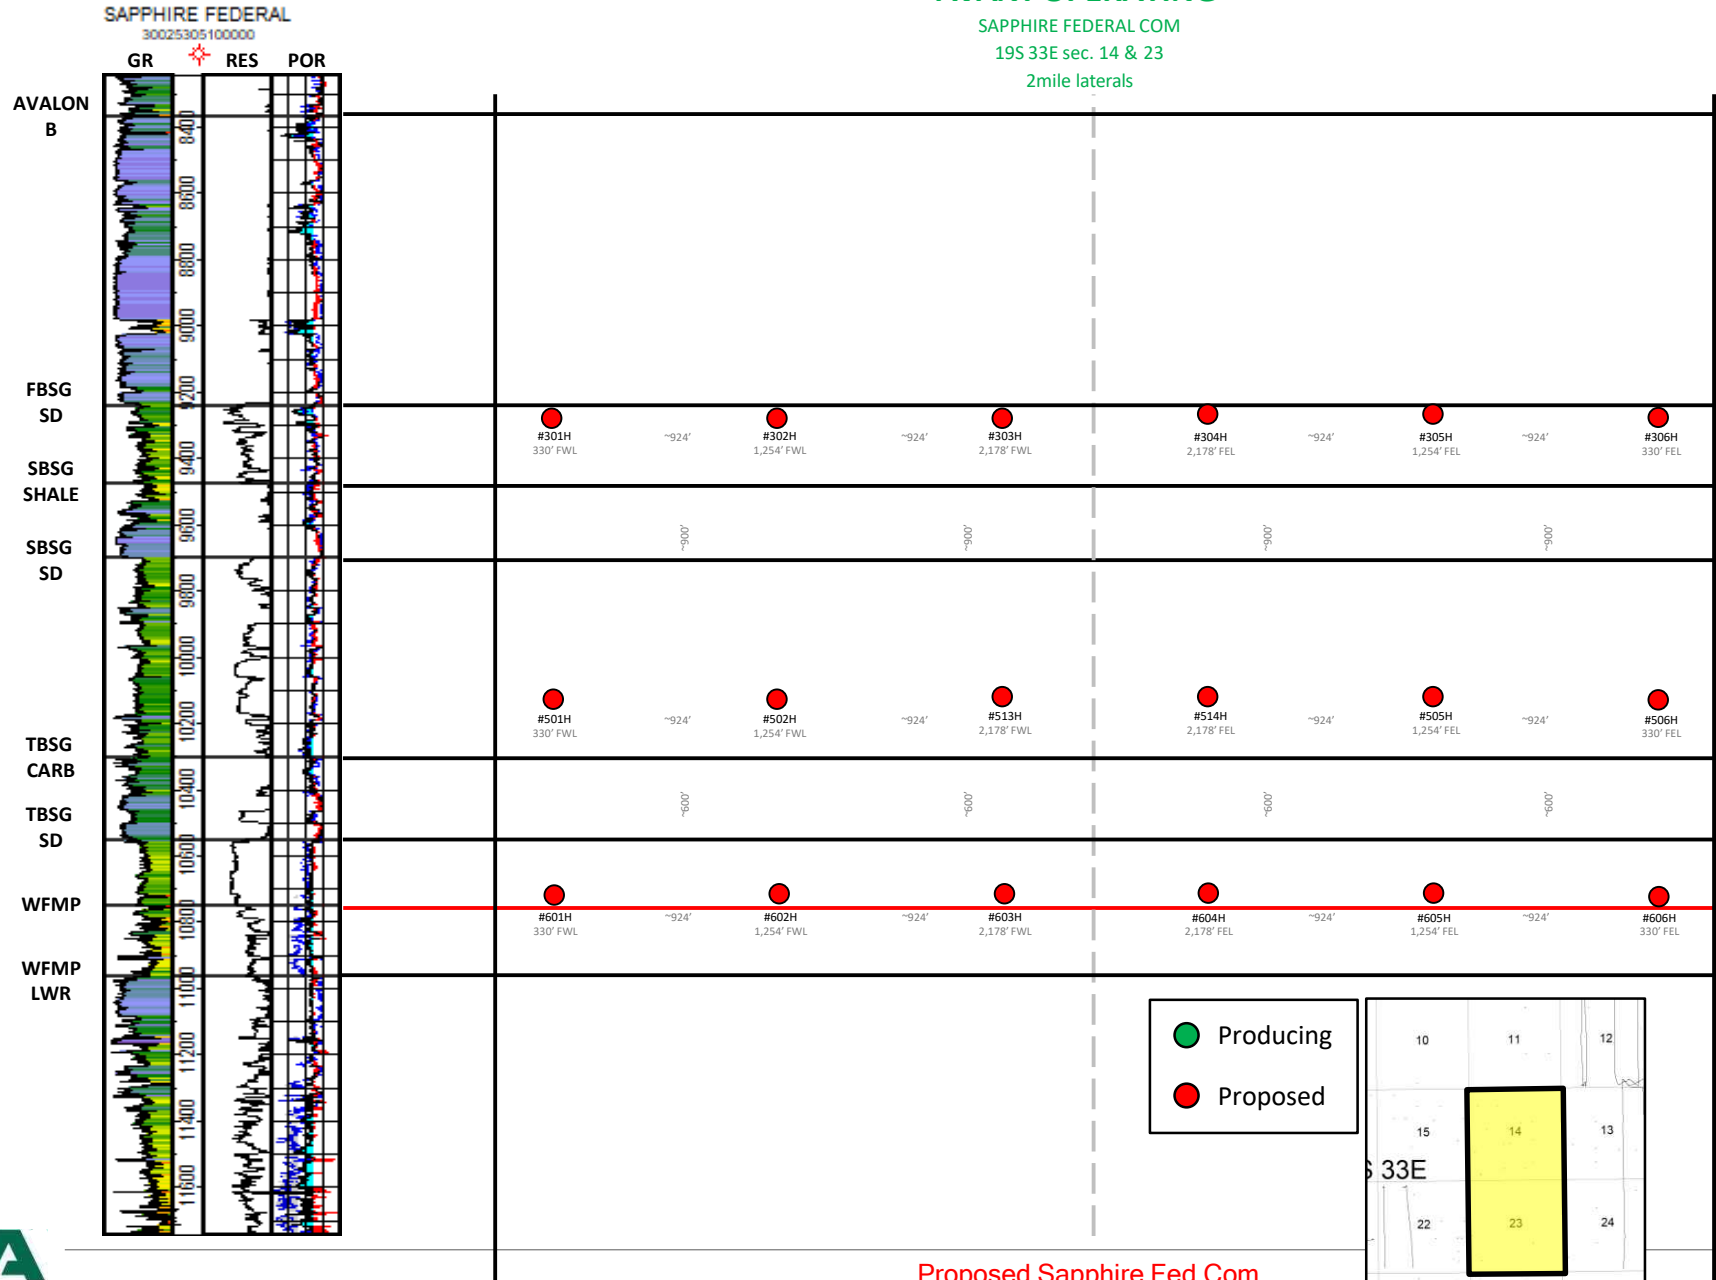 SAPPHIRE FEDERAL
30025305100000
GR RES POR
SAPPHIRE FEDERAL COM
19S 33E sec. 14 & 23
2mile laterals
AVALON
B
FBSG
SD
SBSG
SHALE
SBSG
SD
TBSG
CARB
TBSG
SD
WFMP
WFMP
LWR
8400
8600
8800
9000
9200
9400
9600
9800
10000
10200
10400
10600
10800
11000
11200
11400
11600
#301H ~924' #302H ~924' #303H #304H ~924' #305H ~924' #306H
330' FWL 1,254' FWL 2,178' FWL 2,178' FEL 1,254' FEL 330' FEL
~900' ~900' ~900' ~900'
#501H ~924' #502H ~924' #513H #514H ~924' #505H ~924' #506H
330' FWL 1,254' FWL 2,178' FWL 2,178' FEL 1,254' FEL 330' FEL
~600' ~600' ~600' ~600'
#601H ~924' #602H ~924' #603H #604H ~924' #605H ~924' #606H
330' FWL 1,254' FWL 2,178' FWL 2,178' FEL 1,254' FEL 330' FEL
Producing
Proposed
10 11 12
15 14 13
S 33E
22 23 24
Proposed Sapphire Fed Com